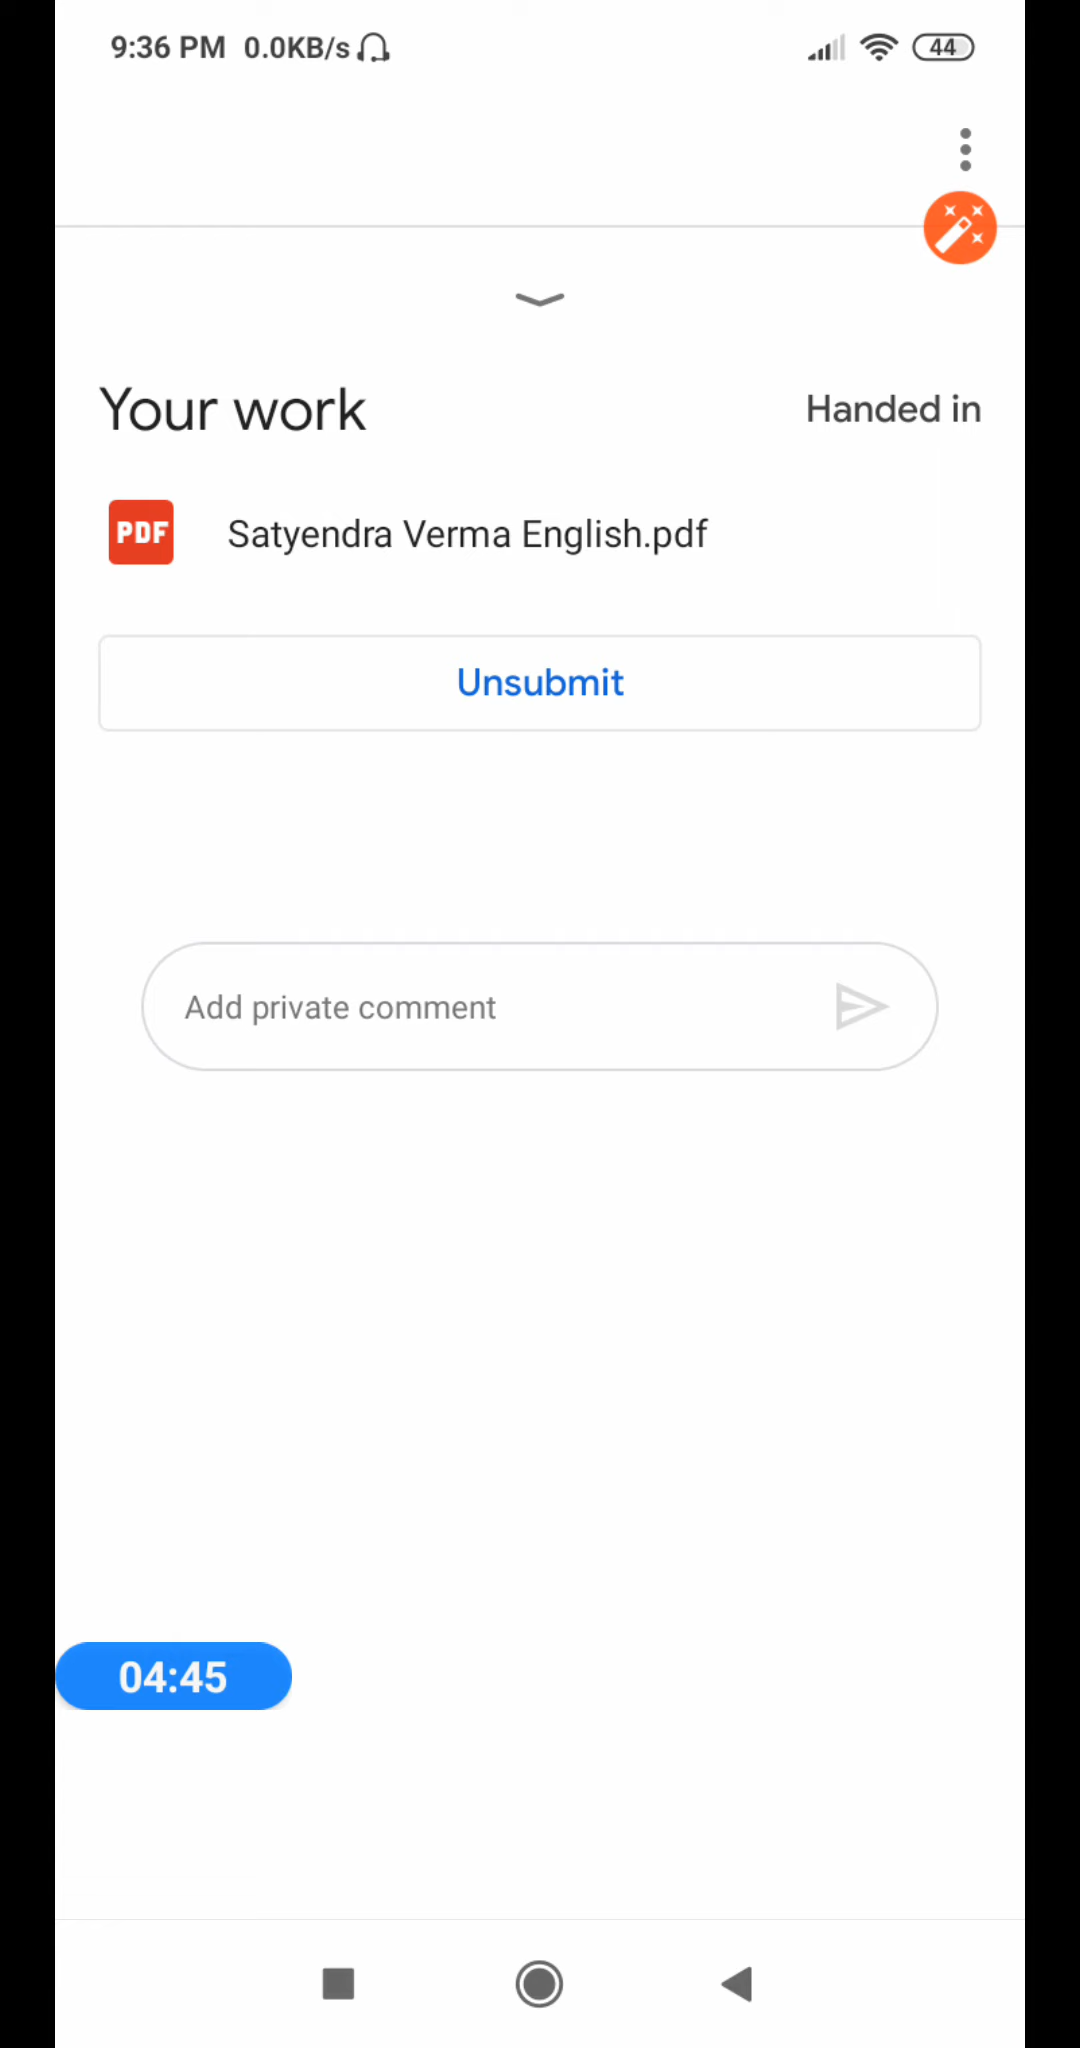 9:36 PM 0.0KB/s 44
Your work Handed in
PDF Satyendra Verma English.pdf
Unsubmit
Add private comment
04:45